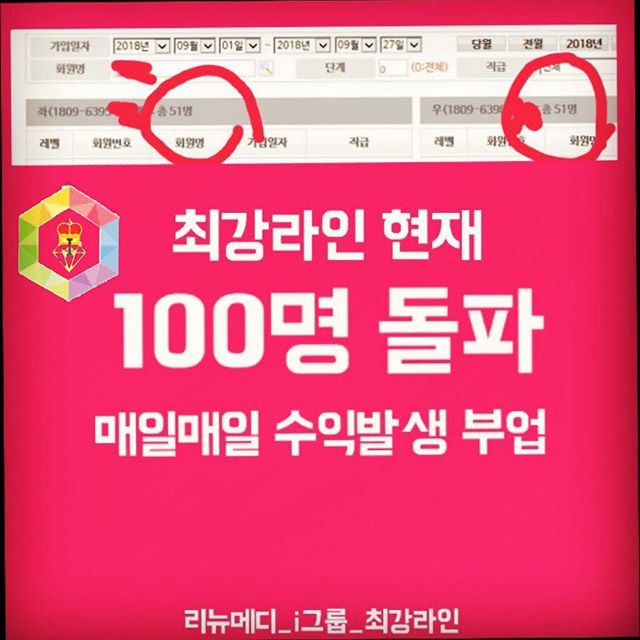 가입일자 2018년 09월 01일 ~ 2018년 09월 27일 당월 전월 2018년
회원명 단계 0 (0:전체) 직급 전체
좌(1809-6395 총 51명 우(1809-6398 총 51명
레벨 회원번호 회원명 가입일자 직급 레벨 회원번호 회원명
최강라인 현재
100명 돌파
매일매일 수익발생 부업
리뉴메디_i그룹_최강라인